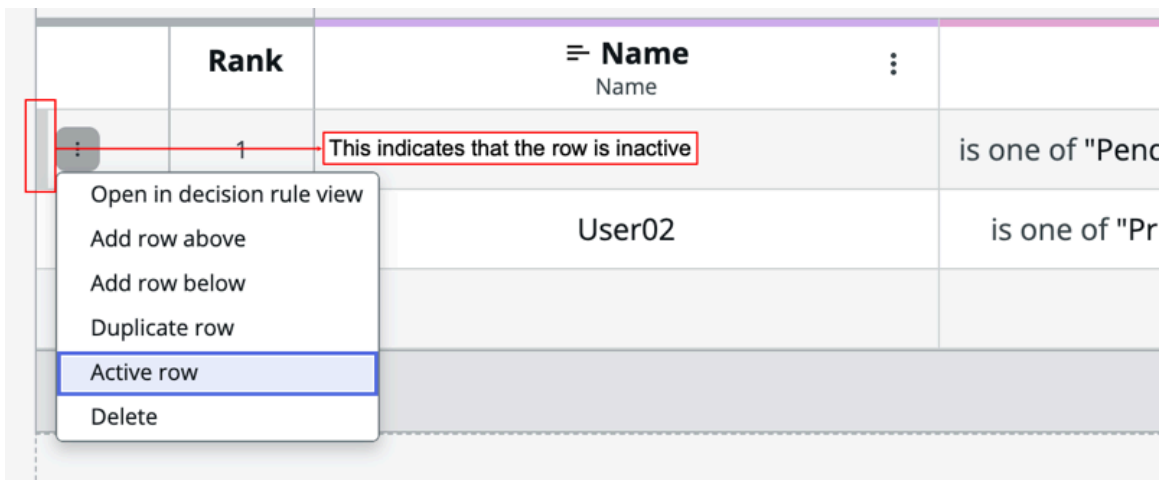 Rank
Name
Name
1
This indicates that the row is inactive
is one of "Pend
Open in decision rule view
Add row above
User02
is one of "Pr
Add row below
Duplicate row
Active row
Delete